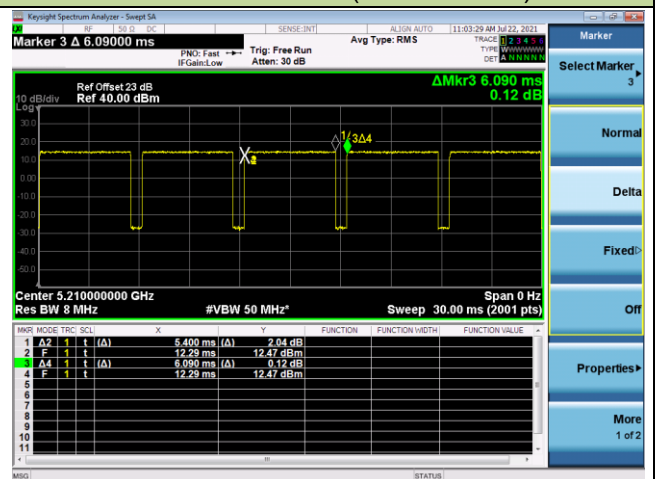 Keysight Spectrum Analyzer - Swept SA
RF 50 Ω DC SENSE:INT ALIGN AUTO 11:03:29 AM Jul 22, 2021
Marker 3 Δ 6.09000 ms
PNO: Fast
IFGain:Low
Trig: Free Run
Atten: 30 dB
Avg Type: RMS
TRACE 1 2 3 4 5 6
TYPE WWWWWW
DET A N N N N N
Marker
Select Marker
3
Normal
Delta
Fixed
Off
Properties
More
1 of 2
Ref Offset 23 dB
Ref 40.00 dBm
10 dB/div
Log
ΔMkr3 6.090 ms
0.12 dB
30.0
20.0
10.0
0.00
-10.0
-20.0
-30.0
-40.0
-50.0
X
3Δ4
Center 5.210000000 GHz
Span 0 Hz
Res BW 8 MHz
#VBW 50 MHz*
Sweep 30.00 ms (2001 pts)
MKR MODE TRC SCL X Y FUNCTION FUNCTION WIDTH FUNCTION VALUE
1 Δ2 1 t (Δ) 5.400 ms (Δ) 2.04 dB
2 F 1 t 12.29 ms 12.47 dBm
3 Δ4 1 t (Δ) 6.090 ms (Δ) 0.12 dB
4 F 1 t 12.29 ms 12.47 dBm
5
6
7
8
9
10
11
MSG STATUS